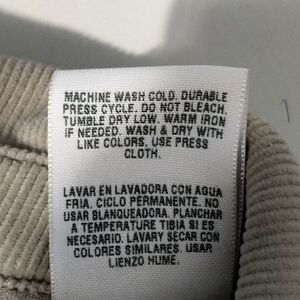 MACHINE WASH COLD. DURABLE
PRESS CYCLE. DO NOT BLEACH.
TUMBLE DRY LOW. WARM IRON
IF NEEDED. WASH & DRY WITH
LIKE COLORS. USE PRESS
CLOTH.
LAVAR EN LAVADORA CON AGUA
FRIA. CICLO PERMANENTE. NO
USAR BLANQUEADORA. PLANCHAR
A TEMPERATURE TIBIA SI ES
NECESARIO. LAVARY SECAR CON
COLORES SIMILARES. USAR
LIENZO HUME.